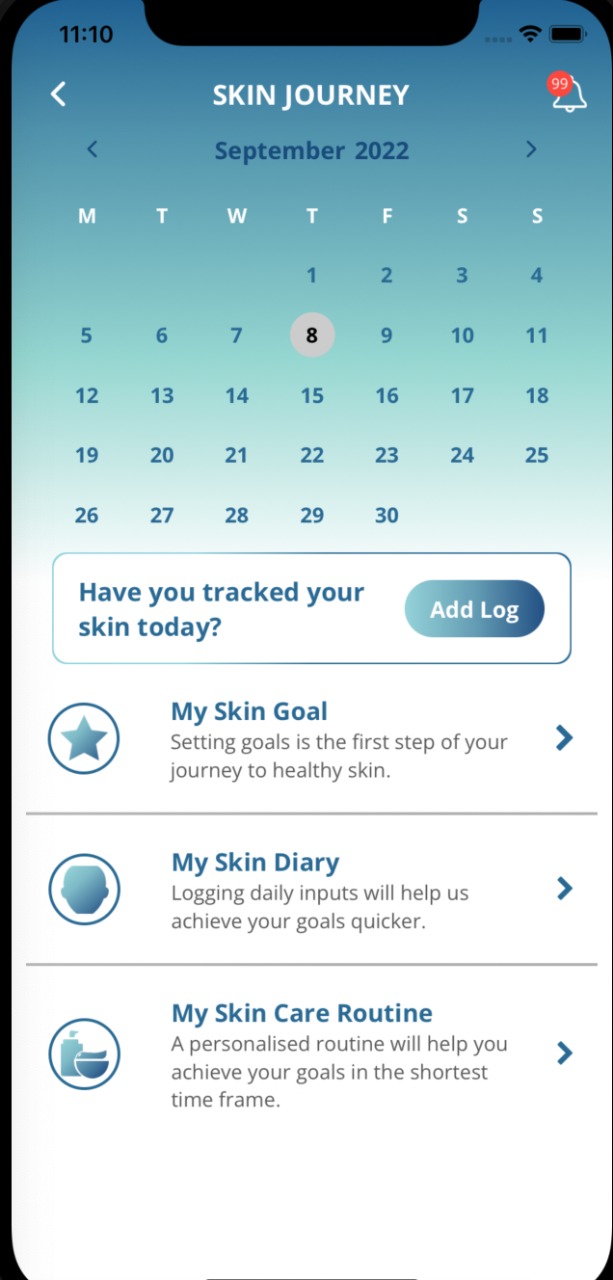 11:10
SKIN JOURNEY
99
September 2022
M T W T F S S
1 2 3 4
5 6 7 8 9 10 11
12 13 14 15 16 17 18
19 20 21 22 23 24 25
26 27 28 29 30
Have you tracked your
skin today?
Add Log
My Skin Goal
Setting goals is the first step of your
journey to healthy skin.
My Skin Diary
Logging daily inputs will help us
achieve your goals quicker.
My Skin Care Routine
A personalised routine will help you
achieve your goals in the shortest
time frame.